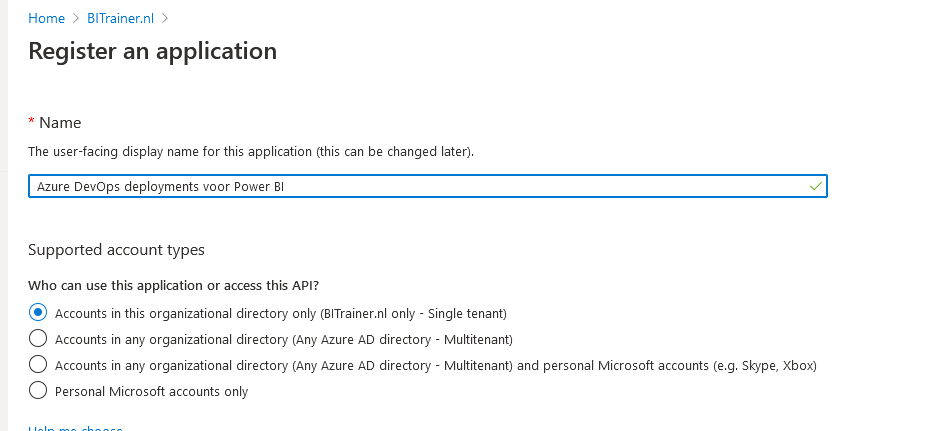 Home > BITrainer.nl >
Register an application
* Name
The user-facing display name for this application (this can be changed later).
Azure DevOps deployments voor Power BI
Supported account types
Who can use this application or access this API?
Accounts in this organizational directory only (BITrainer.nl only - Single tenant)
Accounts in any organizational directory (Any Azure AD directory - Multitenant)
Accounts in any organizational directory (Any Azure AD directory - Multitenant) and personal Microsoft accounts (e.g. Skype, Xbox)
Personal Microsoft accounts only
Help me choose